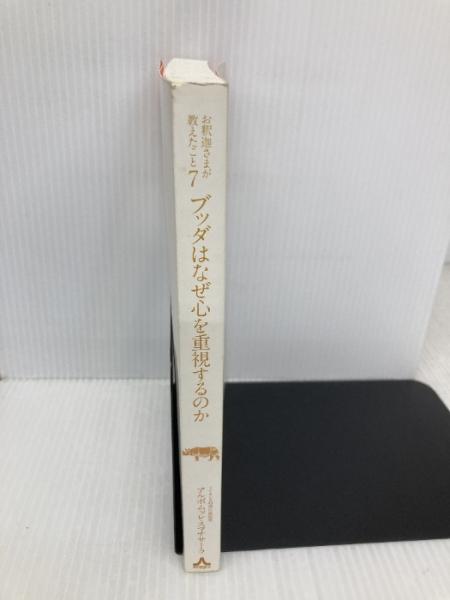 お釈迦さまが
教えたこと7
ブッダはなぜ心を重視するのか
アルボムッレ・スマナサーラ